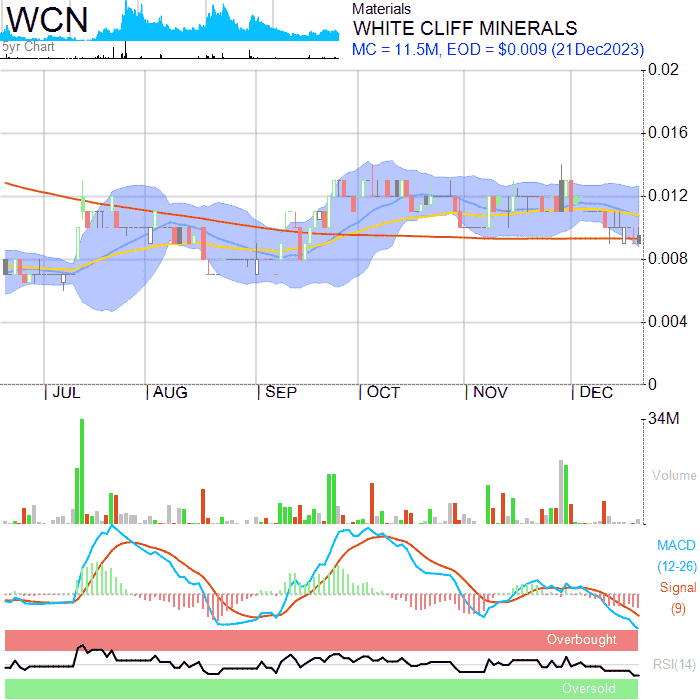 WCN
5yr Chart
Materials
WHITE CLIFF MINERALS
MC = 11.5M, EOD = $0.009 (21Dec2023)
0.02
0.016
0.012
0.008
0.004
0
JUL AUG SEP OCT NOV DEC
34M
Volume
MACD
(12-26)
Signal
(9)
Overbought
RSI(14)
Oversold